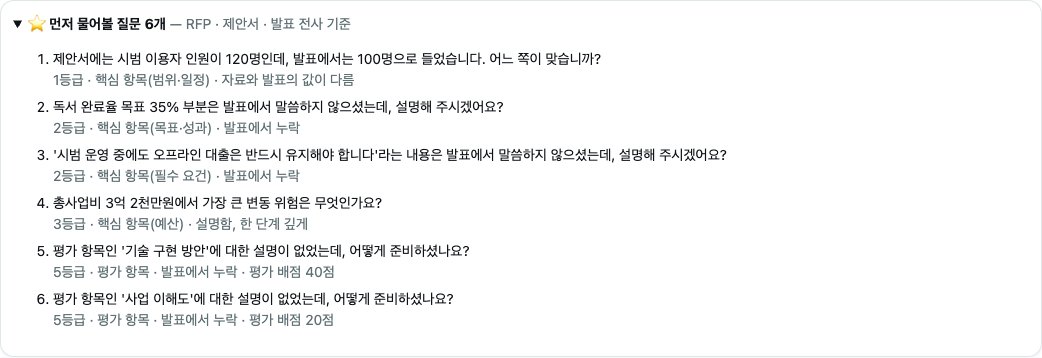 ▼ ⭐ 먼저 물어볼 질문 6개 — RFP · 제안서 · 발표 전사 기준
1. 제안서에는 시범 이용자 인원이 120명인데, 발표에서는 100명으로 들었습니다. 어느 쪽이 맞습니까?
1등급 · 핵심 항목(범위·일정) · 자료와 발표의 값이 다름
2. 독서 완료율 목표 35% 부분은 발표에서 말씀하지 않으셨는데, 설명해 주시겠어요?
2등급 · 핵심 항목(목표·성과) · 발표에서 누락
3. '시범 운영 중에도 오프라인 대출은 반드시 유지해야 합니다'라는 내용은 발표에서 말씀하지 않으셨는데, 설명해 주시겠어요?
2등급 · 핵심 항목(필수 요건) · 발표에서 누락
4. 총사업비 3억 2천만원에서 가장 큰 변동 위험은 무엇인가요?
3등급 · 핵심 항목(예산) · 설명함, 한 단계 깊게
5. 평가 항목인 '기술 구현 방안'에 대한 설명이 없었는데, 어떻게 준비하셨나요?
5등급 · 평가 항목 · 발표에서 누락 · 평가 배점 40점
6. 평가 항목인 '사업 이해도'에 대한 설명이 없었는데, 어떻게 준비하셨나요?
5등급 · 평가 항목 · 발표에서 누락 · 평가 배점 20점